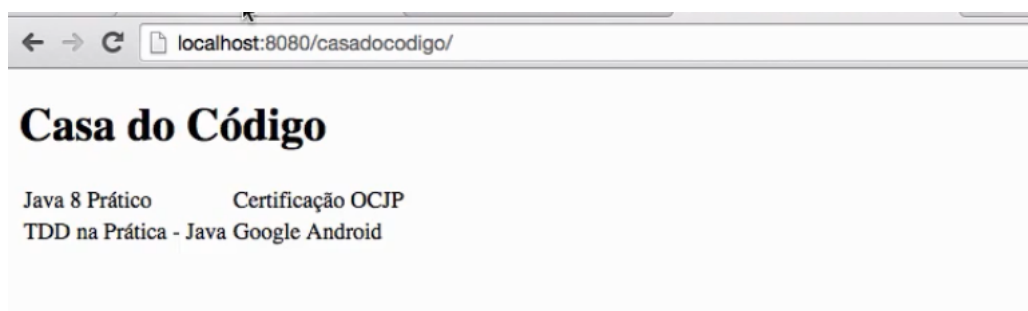 localhost:8080/casadocodigo/
Casa do Código
Java 8 Prático Certificação OCJP
TDD na Prática - Java Google Android